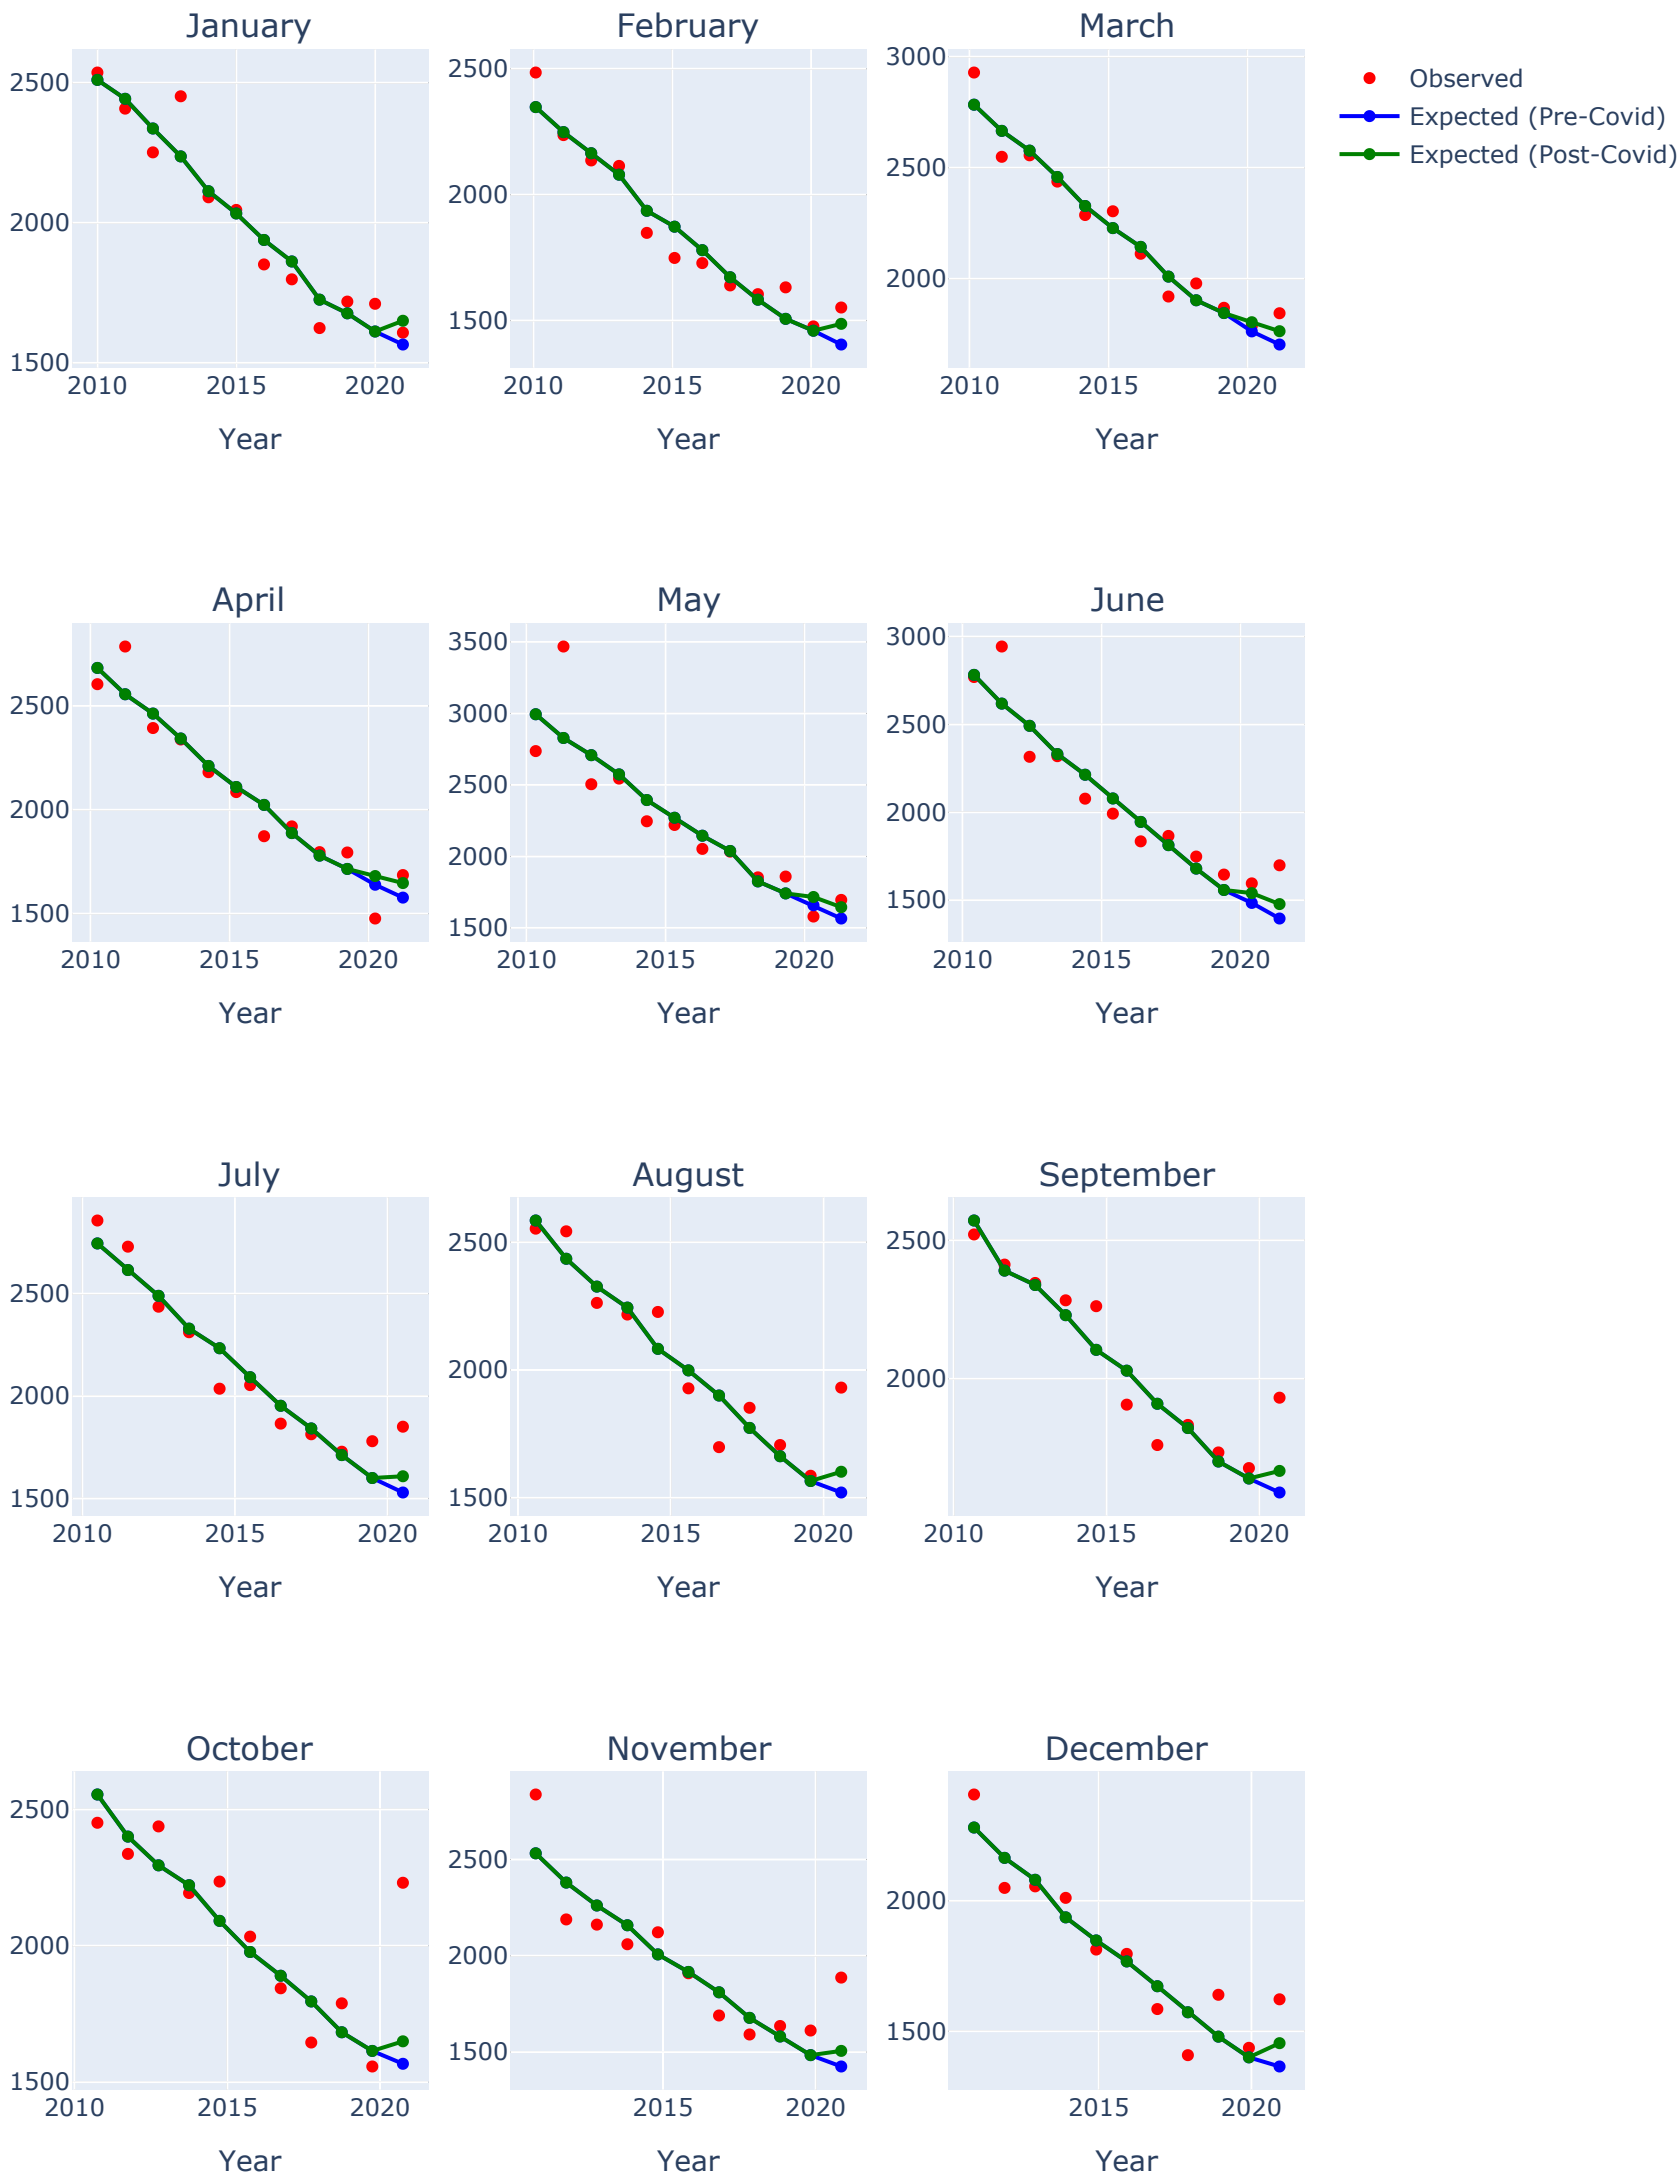 January February March
2500
2000
1500
2010 2015 2020
Year
2500
2000
1500
2010 2015 2020
Year
3000
2500
2000
2010 2015 2020
Year
Observed
Expected (Pre-Covid)
Expected (Post-Covid)
April May June
2500
2000
1500
2010 2015 2020
Year
3500
3000
2500
2000
1500
2010 2015 2020
Year
3000
2500
2000
1500
2010 2015 2020
Year
July August September
2500
2000
1500
2010 2015 2020
Year
2500
2000
1500
2010 2015 2020
Year
2500
2000
2010 2015 2020
Year
October November December
2500
2000
1500
2010 2015 2020
Year
2500
2000
1500
2015 2020
Year
2000
1500
2015 2020
Year